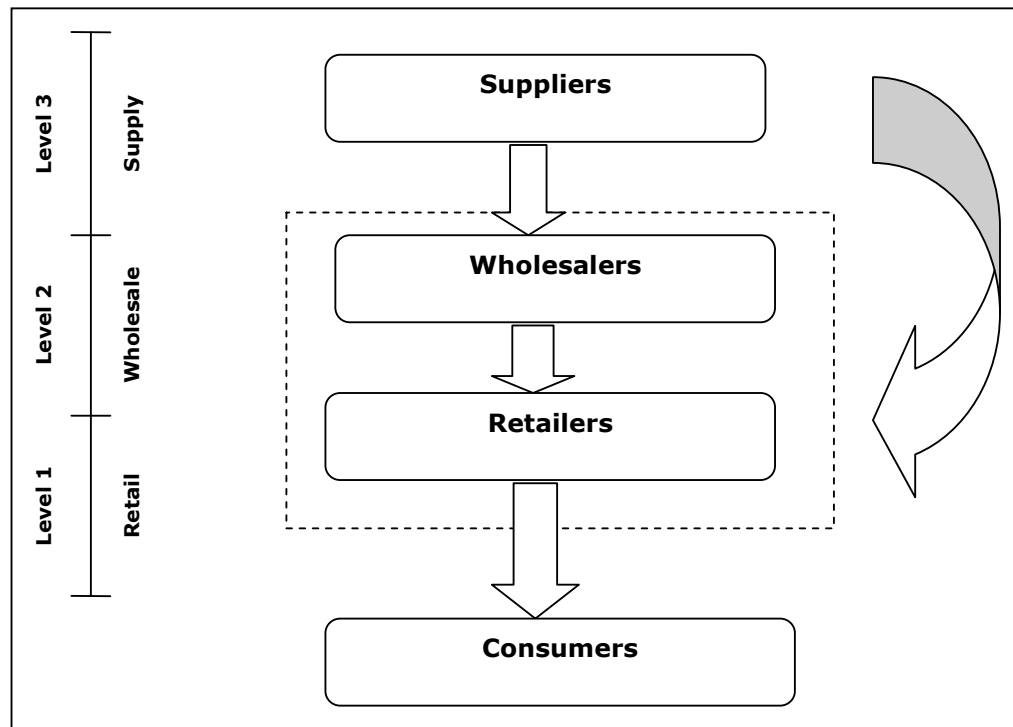 Level 3
Supply
Suppliers
Level 2
Wholesale
Wholesalers
Level 1
Retail
Retailers
Consumers